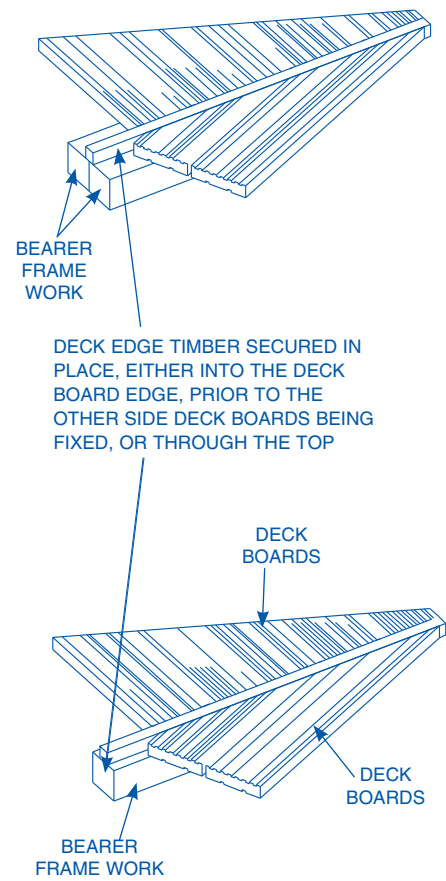 BEARER
FRAME
WORK
DECK EDGE TIMBER SECURED IN
PLACE, EITHER INTO THE DECK
BOARD EDGE, PRIOR TO THE
OTHER SIDE DECK BOARDS BEING
FIXED, OR THROUGH THE TOP
DECK
BOARDS
DECK
BOARDS
BEARER
FRAME WORK